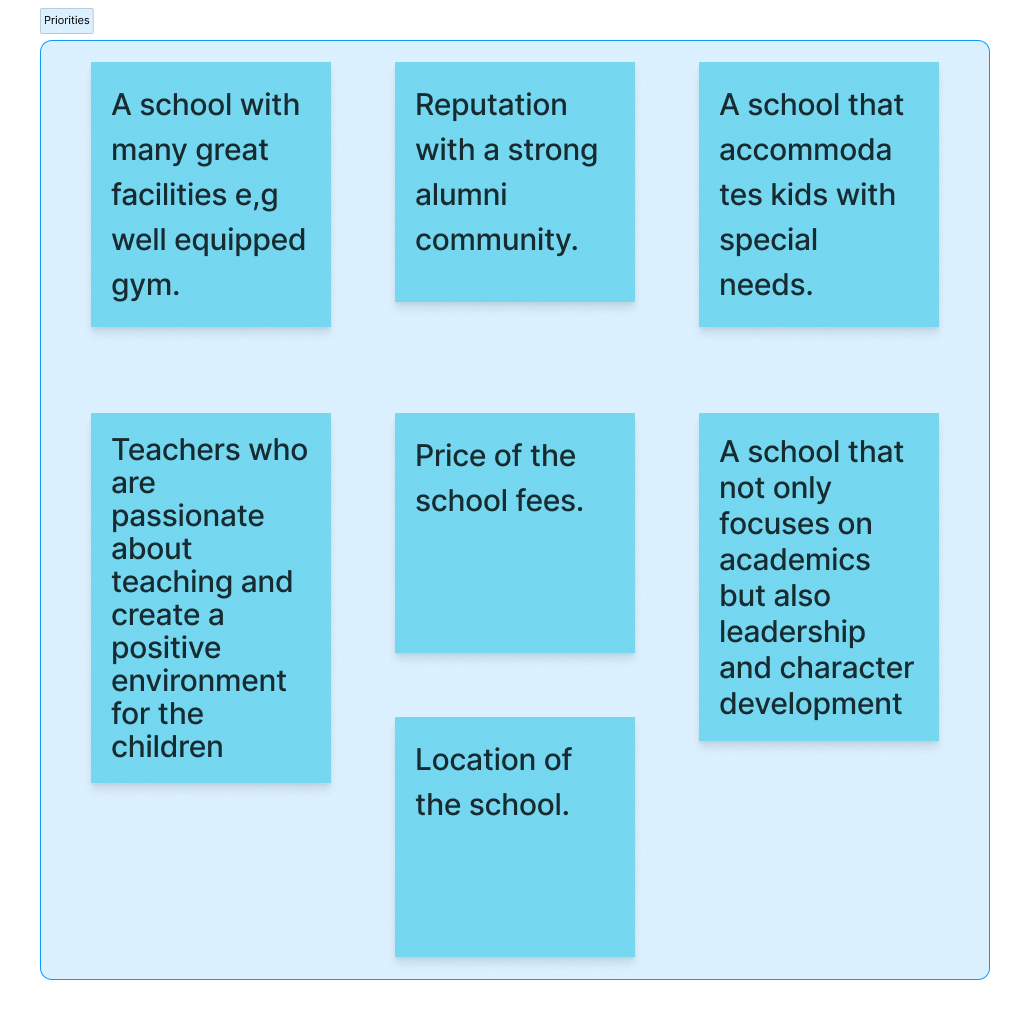 Priorities
A school with
many great
facilities e,g
well equipped
gym.
Reputation
with a strong
alumni
community.
A school that
accommoda
tes kids with
special
needs.
Teachers who
are
passionate
about
teaching and
create a
positive
environment
for the
children
Price of the
school fees.
A school that
not only
focuses on
academics
but also
leadership
and character
development
Location of
the school.